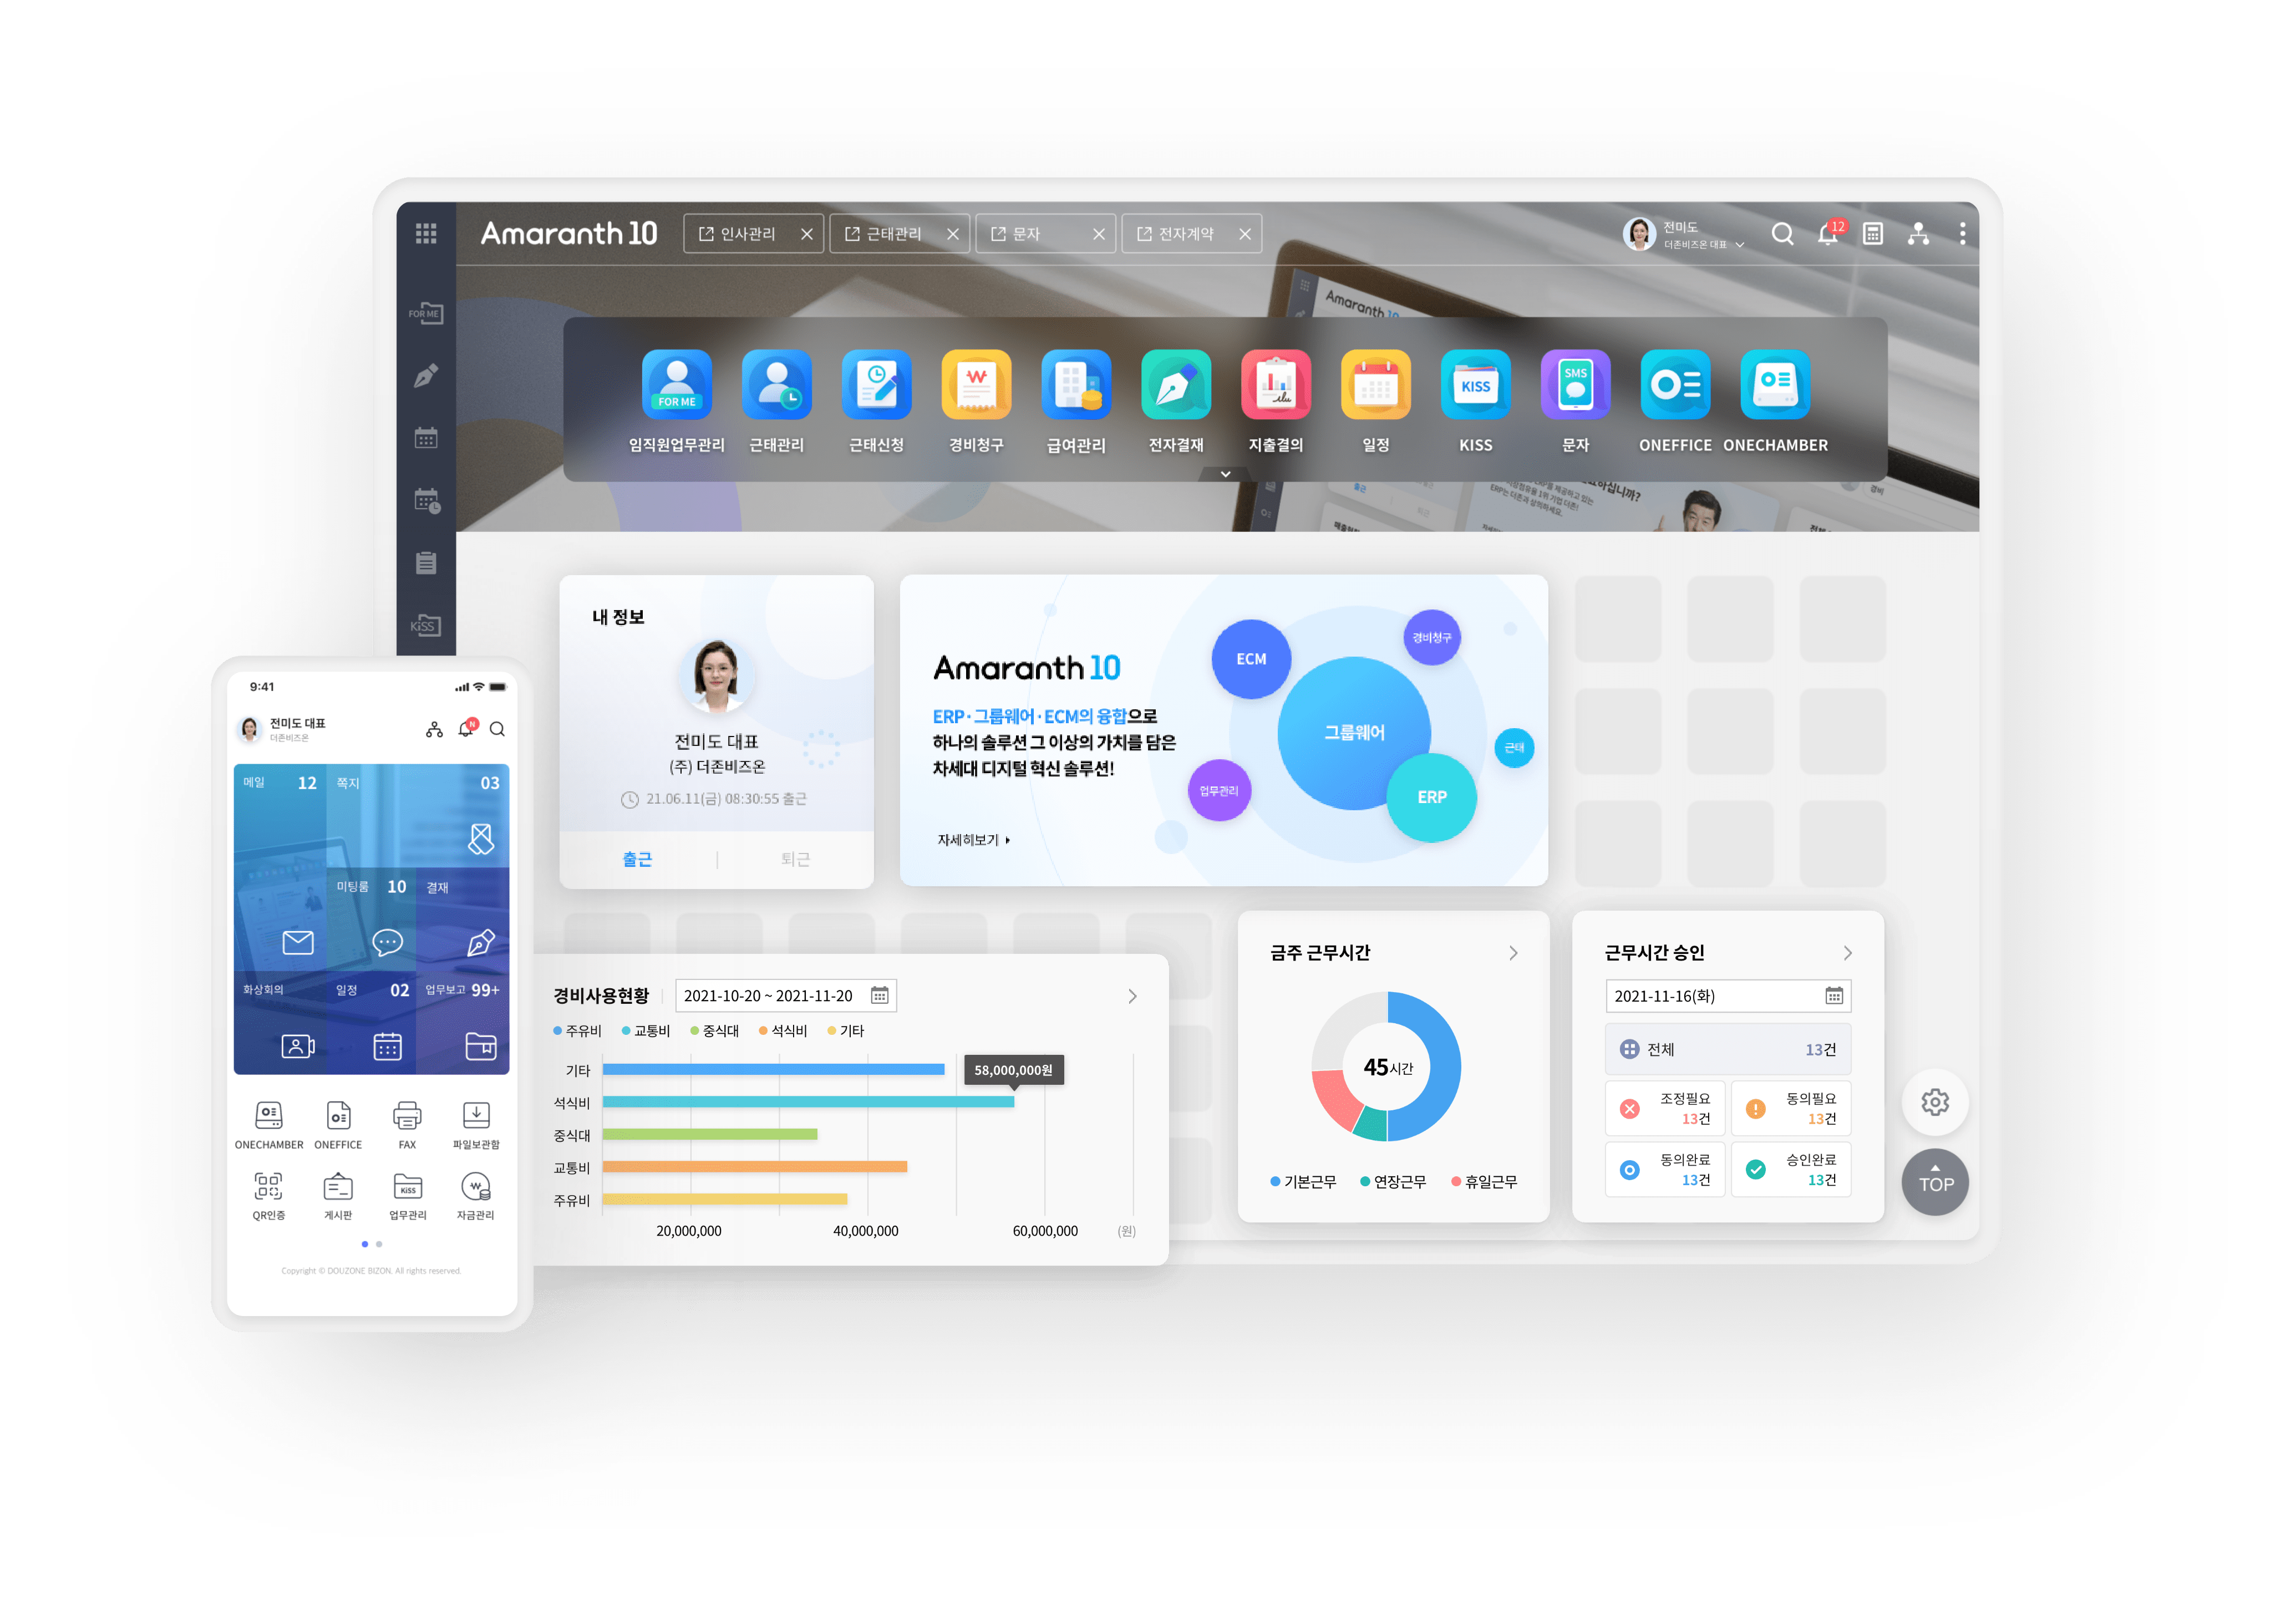 Amaranth 10
인사관리
근태관리
문자
전자계약
전미도
더존비즈온 대표
12
FOR ME
KISS
Amaranth 10
FOR ME
KISS
SMS
임직원업무관리
근태관리
근태신청
경비청구
급여관리
전자결재
지출결의
일정
KISS
문자
ONEFFICE
ONECHAMBER
내 정보
전미도 대표
(주) 더존비즈온
21.06.11(금) 08:30:55 출근
출근
퇴근
Amaranth 10
ERP·그룹웨어·ECM의 융합으로
하나의 솔루션 그 이상의 가치를 담은
차세대 디지털 혁신 솔루션!
자세히보기
ECM
경비청구
그룹웨어
근태
업무관리
ERP
9:41
전미도 대표
더존비즈온
N
메일 12
쪽지 03
미팅룸 10
결재
화상회의
일정 02
업무보고 99+
ONECHAMBER
ONEFFICE
FAX
파일보관함
KISS
QR인증
게시판
업무관리
자금관리
Copyright © DOUZONE BIZON. All rights reserved.
경비사용현황
2021-10-20 ~ 2021-11-20
주유비
교통비
중식대
석식비
기타
기타
58,000,000원
석식비
중식대
교통비
주유비
20,000,000
40,000,000
60,000,000
(원)
금주 근무시간
45시간
기본근무
연장근무
휴일근무
근무시간 승인
2021-11-16(화)
전체
13건
조정필요
13건
동의필요
13건
동의완료
13건
승인완료
13건
TOP